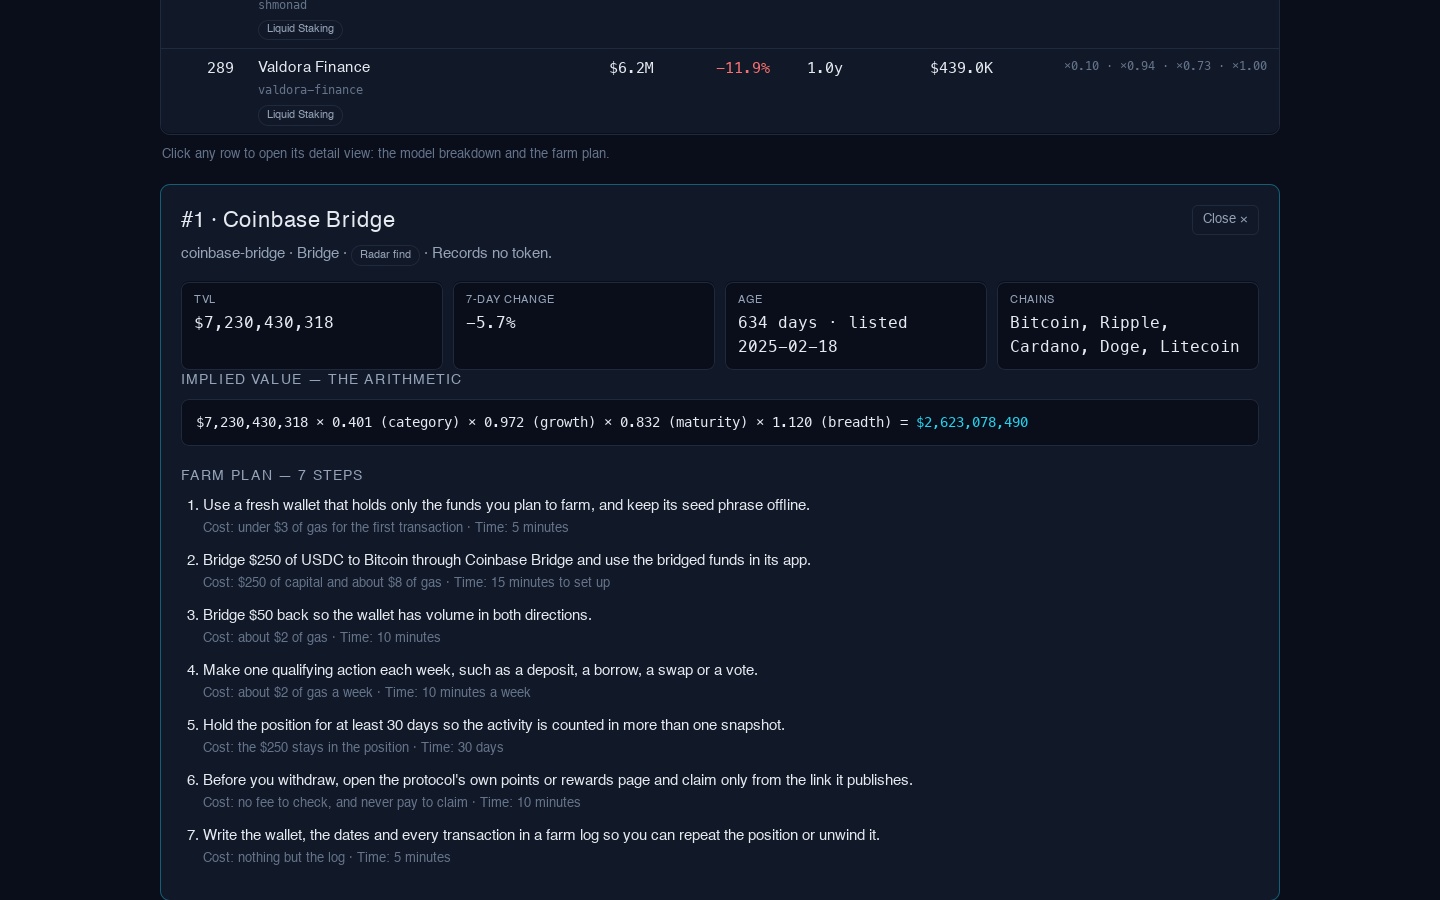 shmonad
Liquid Staking
289 Valdora Finance $6.2M −11.9% 1.0y $439.0K ×0.10 · ×0.94 · ×0.73 · ×1.00
valdora−finance
Liquid Staking
Click any row to open its detail view: the model breakdown and the farm plan.
#1 · Coinbase Bridge
Close ×
coinbase-bridge · Bridge · Radar find · Records no token.
TVL
$7,230,430,318
7-DAY CHANGE
−5.7%
AGE
634 days · listed
2025−02−18
CHAINS
Bitcoin, Ripple,
Cardano, Doge, Litecoin
IMPLIED VALUE — THE ARITHMETIC
$7,230,430,318 × 0.401 (category) × 0.972 (growth) × 0.832 (maturity) × 1.120 (breadth) = $2,623,078,490
FARM PLAN — 7 STEPS
1. Use a fresh wallet that holds only the funds you plan to farm, and keep its seed phrase offline.
Cost: under $3 of gas for the first transaction · Time: 5 minutes
2. Bridge $250 of USDC to Bitcoin through Coinbase Bridge and use the bridged funds in its app.
Cost: $250 of capital and about $8 of gas · Time: 15 minutes to set up
3. Bridge $50 back so the wallet has volume in both directions.
Cost: about $2 of gas · Time: 10 minutes
4. Make one qualifying action each week, such as a deposit, a borrow, a swap or a vote.
Cost: about $2 of gas a week · Time: 10 minutes a week
5. Hold the position for at least 30 days so the activity is counted in more than one snapshot.
Cost: the $250 stays in the position · Time: 30 days
6. Before you withdraw, open the protocol's own points or rewards page and claim only from the link it publishes.
Cost: no fee to check, and never pay to claim · Time: 10 minutes
7. Write the wallet, the dates and every transaction in a farm log so you can repeat the position or unwind it.
Cost: nothing but the log · Time: 5 minutes